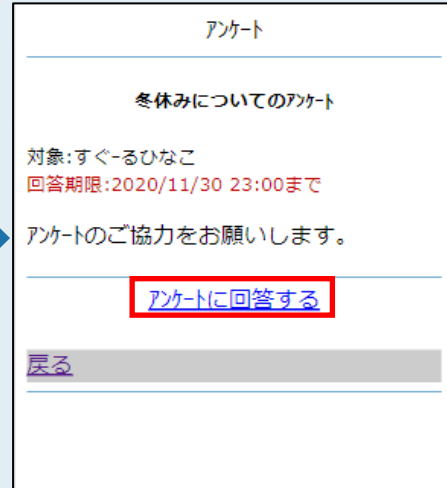 ｱﾝｹｰﾄ
冬休みについてのｱﾝｹｰﾄ
対象:すぐーるひなこ
回答期限:2020/11/30 23:00まで
ｱﾝｹｰﾄのご協力をお願いします。
ｱﾝｹｰﾄに回答する
戻る